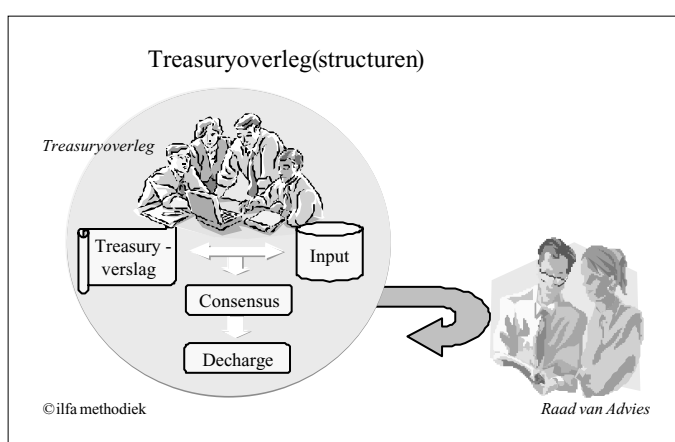 Treasuryoverleg(structuren)
Treasuryoverleg
Treasury -
verslag
Input
Consensus
Decharge
© ilfa methodiek
Raad van Advies